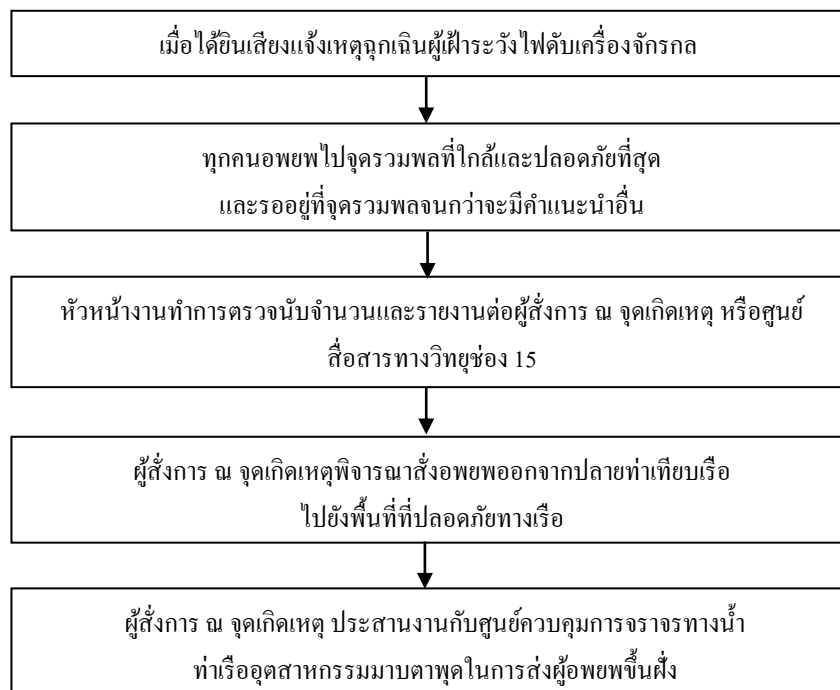 เมื่อได้ยินเสียงแจ้งเหตุฉุกเฉินผู้เฝ้าระวังไฟดับเครื่องจักรกล
ทุกคนอพยพไปจุดรวมพลที่ใกล้และปลอดภัยที่สุด
และรออยู่ที่จุดรวมพลจนกว่าจะมีคำแนะนำอื่น
หัวหน้างานทำการตรวจนับจำนวนและรายงานต่อผู้สั่งการ ณ จุดเกิดเหตุ หรือศูนย์
สื่อสารทางวิทยุช่อง 15
ผู้สั่งการ ณ จุดเกิดเหตุพิจารณาสั่งอพยพออกจากปลายท่าเทียบเรือ
ไปยังพื้นที่ที่ปลอดภัยทางเรือ
ผู้สั่งการ ณ จุดเกิดเหตุ ประสานงานกับศูนย์ควบคุมการจราจรทางน้ำ
ท่าเรืออุตสาหกรรมมาบตาพุดในการส่งผู้อพยพขึ้นฝั่ง